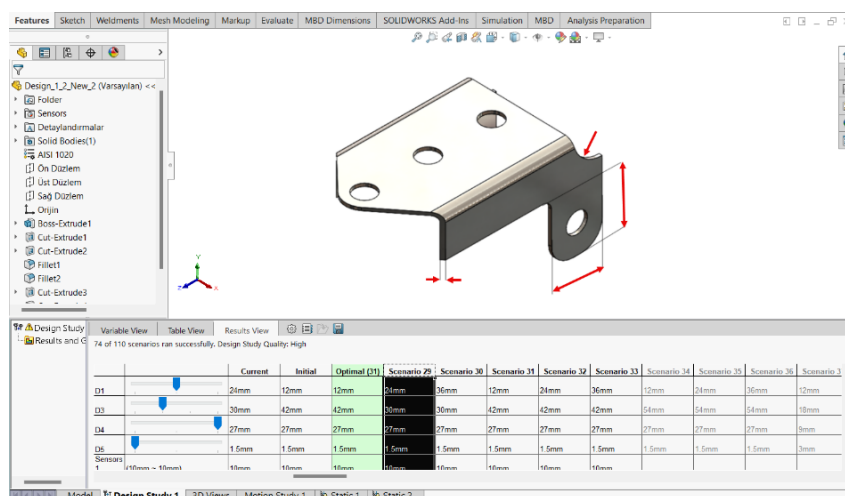 Features Sketch Weldments Mesh Modeling Markup Evaluate MBD Dimensions SOLIDWORKS Add-Ins Simulation MBD Analysis Preparation
Design_1_2_New_2 (Varsayılan) <<
Folder
Sensors
Detaylandırmalar
Solid Bodies(1)
AISI 1020
Ön Düzlem
Üst Düzlem
Sağ Düzlem
Orijin
Boss-Extrude1
Cut-Extrude1
Cut-Extrude2
Fillet1
Fillet2
Cut-Extrude3
Y
Z X
Design Study
Results and G
Variable View Table View Results View
74 of 110 scenarios ran successfully. Design Study Quality: High
Current Initial Optimal (31) Scenario 29 Scenario 30 Scenario 31 Scenario 32 Scenario 33 Scenario 34 Scenario 35 Scenario 36 Scenario 3
D1 24mm 12mm 12mm 24mm 36mm 12mm 24mm 36mm 12mm 24mm 36mm 12mm
D3 30mm 42mm 42mm 30mm 30mm 42mm 42mm 42mm 54mm 54mm 54mm 18mm
D4 27mm 27mm 27mm 27mm 27mm 27mm 27mm 27mm 27mm 27mm 27mm 9mm
D5 1.5mm 1.5mm 1.5mm 1.5mm 1.5mm 1.5mm 1.5mm 1.5mm 1.5mm 1.5mm 1.5mm 3mm
Sensors
1 (10mm ~ 10mm) 10mm 10mm 10mm 10mm 10mm 10mm 10mm 10mm
Model Design Study 1 3D Views Motion Study 1 Static 1 Static 2